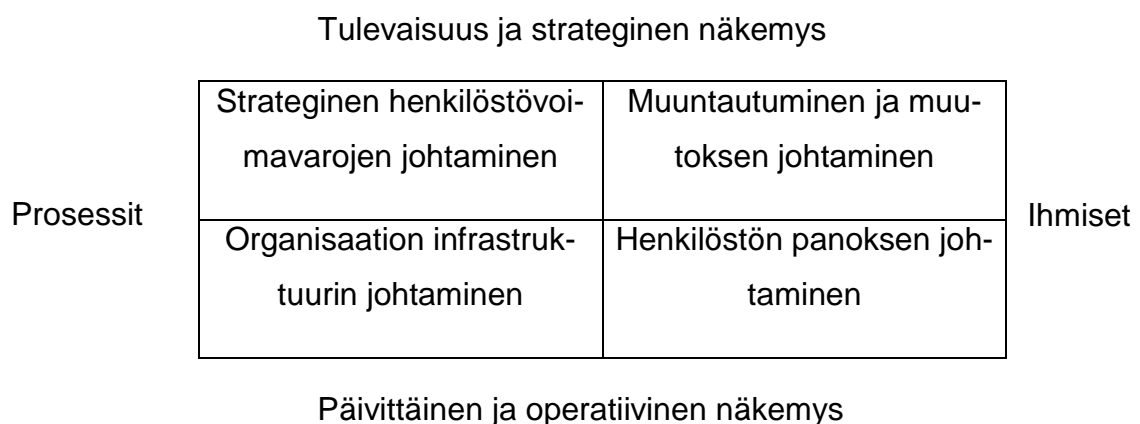 Tulevaisuus ja strateginen näkemys
Strateginen henkilöstövoi-
mavarojen johtaminen
Muuntautuminen ja muu-
toksen johtaminen
Prosessit
Ihmiset
Organisaation infrastruk-
tuurin johtaminen
Henkilöstön panoksen joh-
taminen
Päivittäinen ja operatiivinen näkemys